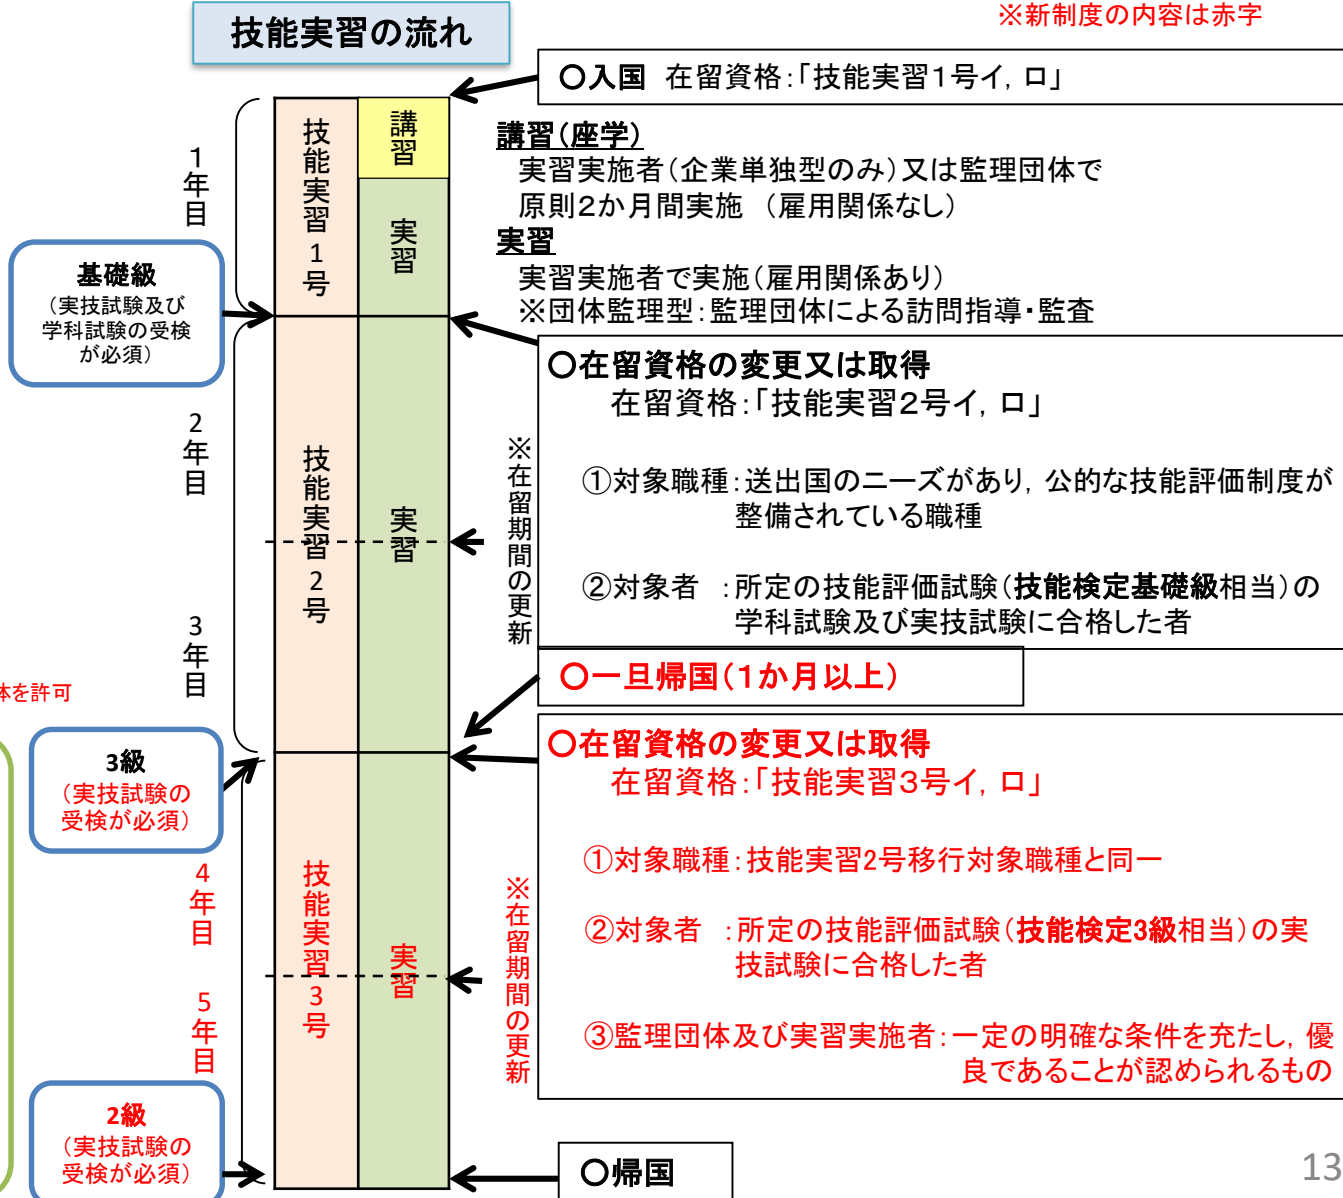 ※新制度の内容は赤字
技能実習の流れ
○入国 在留資格:「技能実習1号イ, ロ」
1年目
技能実習1号
講習
実習
講習(座学)
実習実施者(企業単独型のみ)又は監理団体で
原則2か月間実施 (雇用関係なし)
実習
実習実施者で実施(雇用関係あり)
※団体監理型:監理団体による訪問指導・監査
基礎級
(実技試験及び
学科試験の受検
が必須)
○在留資格の変更又は取得
在留資格:「技能実習2号イ, ロ」
①対象職種:送出国のニーズがあり, 公的な技能評価制度が
整備されている職種
②対象者 :所定の技能評価試験(技能検定基礎級相当)の
学科試験及び実技試験に合格した者
2年目
3年目
技能実習2号
実習
※在留期間の更新
○一旦帰国(1か月以上)
体を許可
3級
(実技試験の
受検が必須)
○在留資格の変更又は取得
在留資格:「技能実習3号イ, ロ」
①対象職種:技能実習2号移行対象職種と同一
②対象者 :所定の技能評価試験(技能検定3級相当)の実
技試験に合格した者
③監理団体及び実習実施者:一定の明確な条件を充たし, 優
良であることが認められるもの
4年目
5年目
技能実習3号
実習
※在留期間の更新
2級
(実技試験の
受検が必須)
○帰国
13